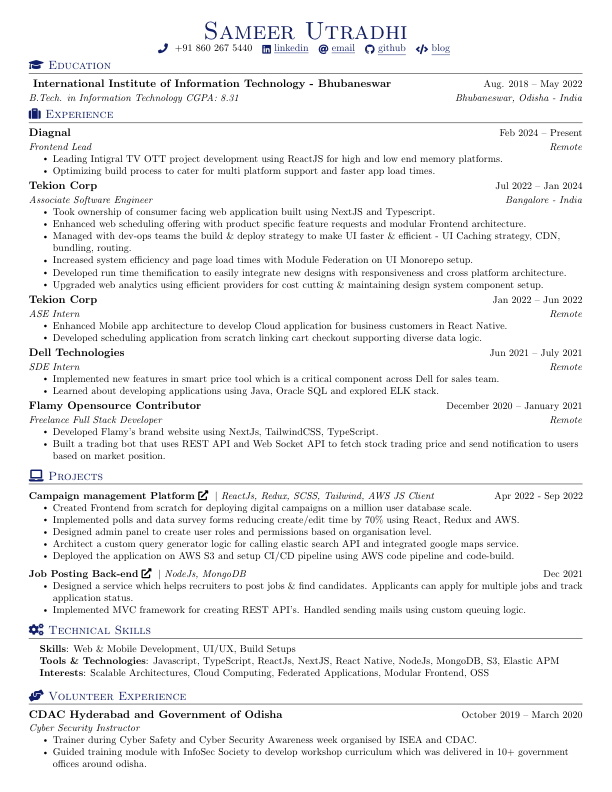 Sameer Utradhi
+91 860 267 5440 linkedin email github blog
Education
International Institute of Information Technology - Bhubaneswar Aug. 2018 – May 2022
B.Tech. in Information Technology CGPA: 8.31 Bhubaneswar, Odisha - India
Experience
Diagnal Feb 2024 – Present
Frontend Lead Remote
• Leading Intigral TV OTT project development using ReactJS for high and low end memory platforms.
• Optimizing build process to cater for multi platform support and faster app load times.
Tekion Corp Jul 2022 – Jan 2024
Associate Software Engineer Bangalore - India
• Took ownership of consumer facing web application built using NextJS and Typescript.
• Enhanced web scheduling offering with product specific feature requests and modular Frontend architecture.
• Managed with dev-ops teams the build & deploy strategy to make UI faster & efficient - UI Caching strategy, CDN,
bundling, routing.
• Increased system efficiency and page load times with Module Federation on UI Monorepo setup.
• Developed run time themification to easily integrate new designs with responsiveness and cross platform architecture.
• Upgraded web analytics using efficient providers for cost cutting & maintaining design system component setup.
Tekion Corp Jan 2022 – Jun 2022
ASE Intern Remote
• Enhanced Mobile app architecture to develop Cloud application for business customers in React Native.
• Developed scheduling application from scratch linking cart checkout supporting diverse data logic.
Dell Technologies Jun 2021 – July 2021
SDE Intern Remote
• Implemented new features in smart price tool which is a critical component across Dell for sales team.
• Learned about developing applications using Java, Oracle SQL and explored ELK stack.
Flamy Opensource Contributor December 2020 – January 2021
Freelance Full Stack Developer Remote
• Developed Flamy's brand website using NextJs, TailwindCSS, TypeScript.
• Built a trading bot that uses REST API and Web Socket API to fetch stock trading price and send notification to users
based on market position.
Projects
Campaign management Platform | ReactJs, Redux, SCSS, Tailwind, AWS JS Client Apr 2022 - Sep 2022
• Created Frontend from scratch for deploying digital campaigns on a million user database scale.
• Implemented polls and data survey forms reducing create/edit time by 70% using React, Redux and AWS.
• Designed admin panel to create user roles and permissions based on organisation level.
• Architect a custom query generator logic for calling elastic search API and integrated google maps service.
• Deployed the application on AWS S3 and setup CI/CD pipeline using AWS code pipeline and code-build.
Job Posting Back-end | NodeJs, MongoDB Dec 2021
• Designed a service which helps recruiters to post jobs & find candidates. Applicants can apply for multiple jobs and track
application status.
• Implemented MVC framework for creating REST API's. Handled sending mails using custom queuing logic.
Technical Skills
Skills: Web & Mobile Development, UI/UX, Build Setups
Tools & Technologies: Javascript, TypeScript, ReactJs, NextJS, React Native, NodeJs, MongoDB, S3, Elastic APM
Interests: Scalable Architectures, Cloud Computing, Federated Applications, Modular Frontend, OSS
Volunteer Experience
CDAC Hyderabad and Government of Odisha October 2019 – March 2020
Cyber Security Instructor
• Trainer during Cyber Safety and Cyber Security Awareness week organised by ISEA and CDAC.
• Guided training module with InfoSec Society to develop workshop curriculum which was delivered in 10+ government
offices around odisha.